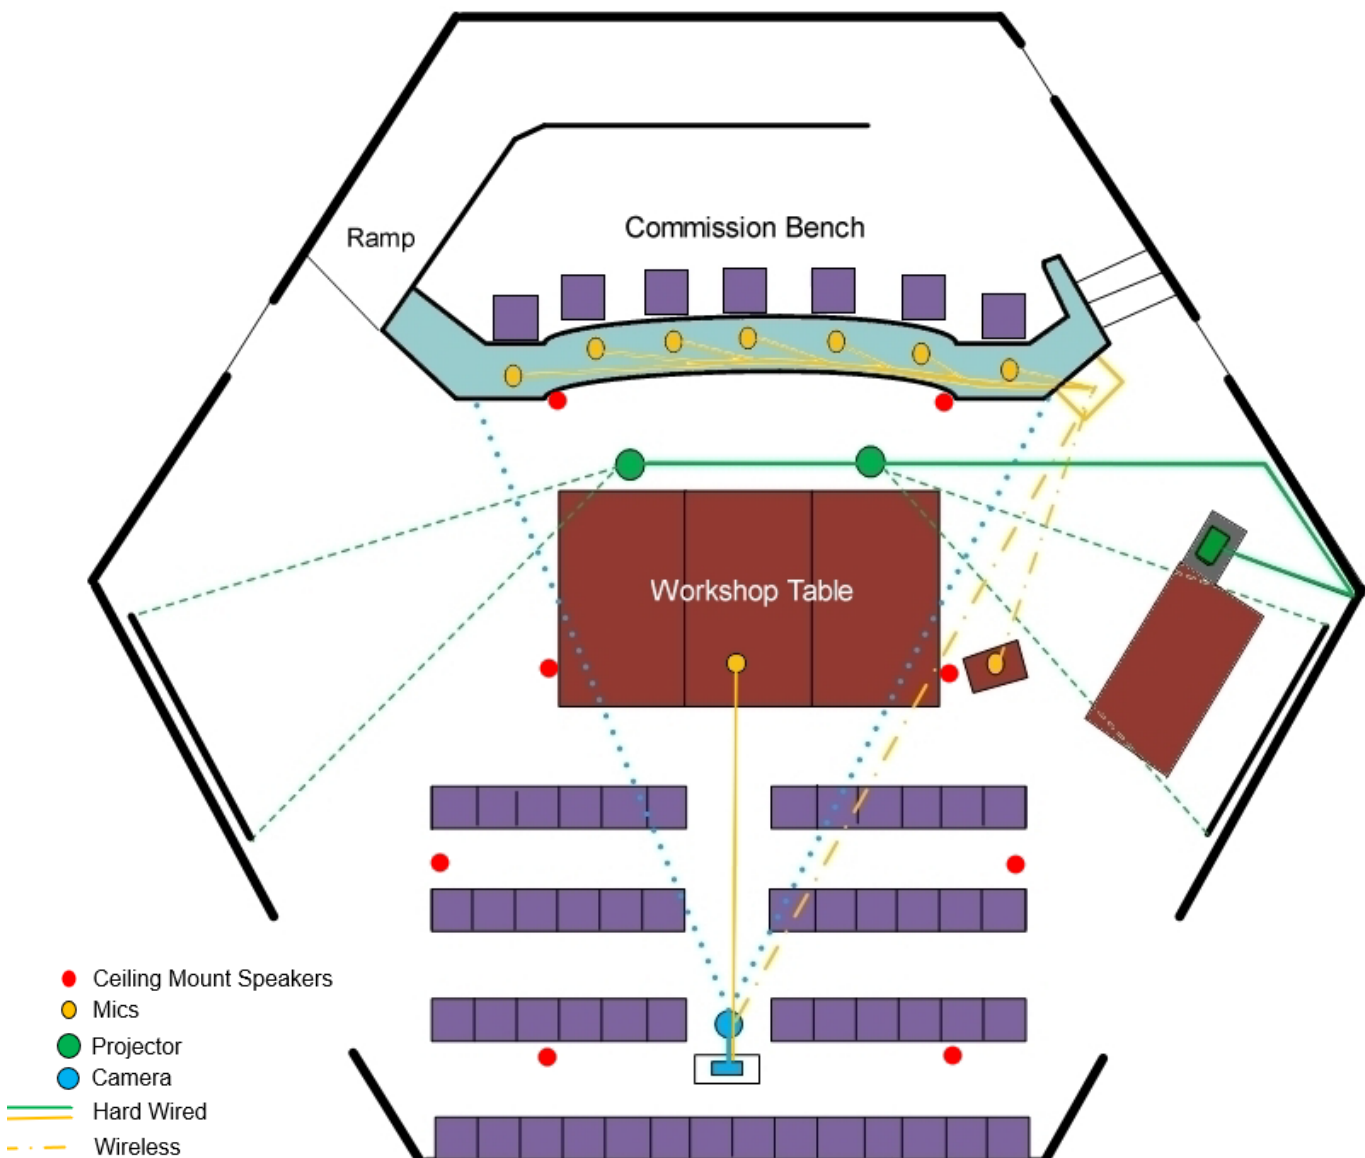 Commission Bench
Ramp
Workshop Table
Ceiling Mount Speakers
Mics
Projector
Camera
Hard Wired
Wireless